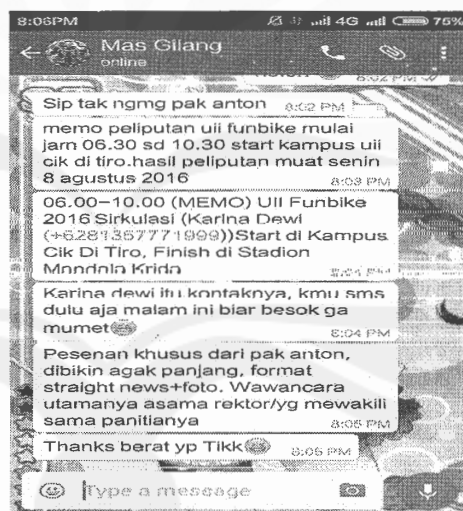 8:06PM 4G 75%
Mas Gilang
online
8:02 PM
Sip tak ngmg pak anton 8:02 PM
memo peliputan uii funbike mulai
jam 06.30 sd 10.30 start kampus uii
cik di tiro.hasil peliputan muat senin
8 agustus 2016 8:03 PM
06.00–10.00 (MEMO) UII Funbike
2016 Sirkulasi (Karina Dewi
(+6281357771999))Start di Kampus
Cik Di Tiro, Finish di Stadion
Mandala Krida 8:04 PM
Karina dewi itu kontaknya, kmu sms
dulu aja malam ini biar besok ga
mumet 8:04 PM
Pesenan khusus dari pak anton,
dibikin agak panjang, format
straight news+foto. Wawancara
utamanya asama rektor/yg mewakili
sama panitianya 8:05 PM
Thanks berat yp Tikk 8:05 PM
Type a message